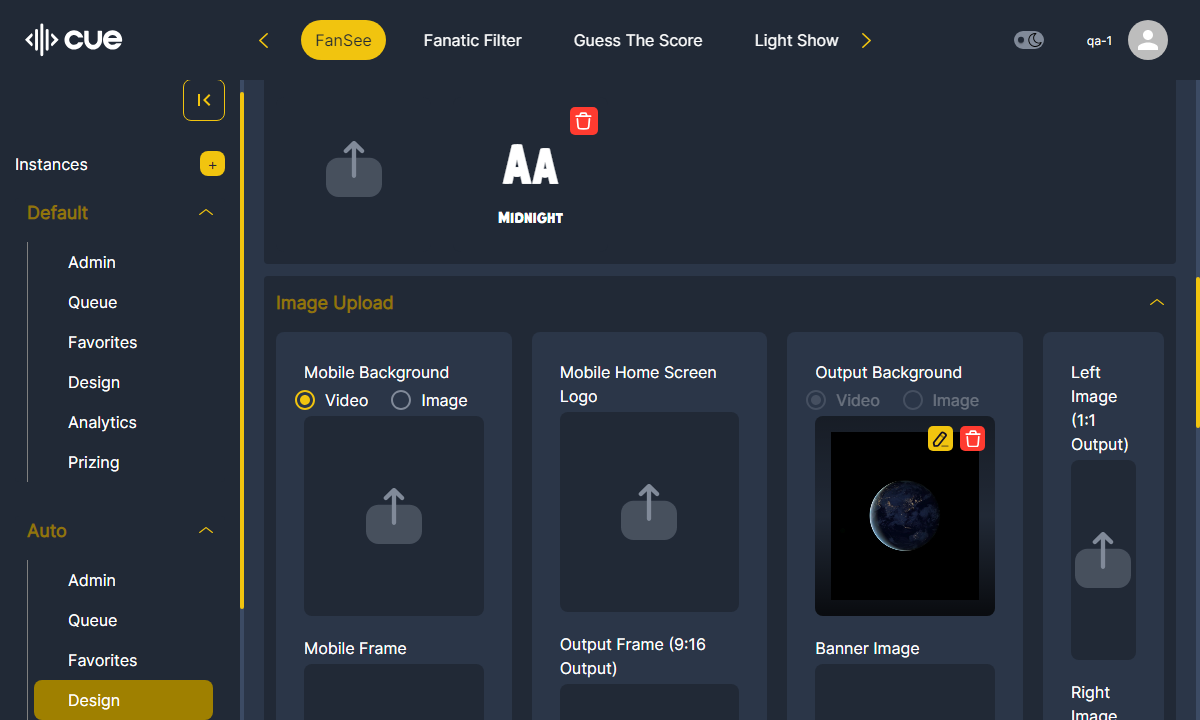 cue
FanSee
Fanatic Filter
Guess The Score
Light Show
qa-1
Instances
+
Default
Admin
Queue
Favorites
Design
Analytics
Prizing
Auto
Admin
Queue
Favorites
Design
AA
MIDNIGHT
Image Upload
Mobile Background
Video
Image
Mobile Frame
Mobile Home Screen
Logo
Output Frame (9:16
Output)
Output Background
Video
Image
Banner Image
Left
Image
(1:1
Output)
Right
Image